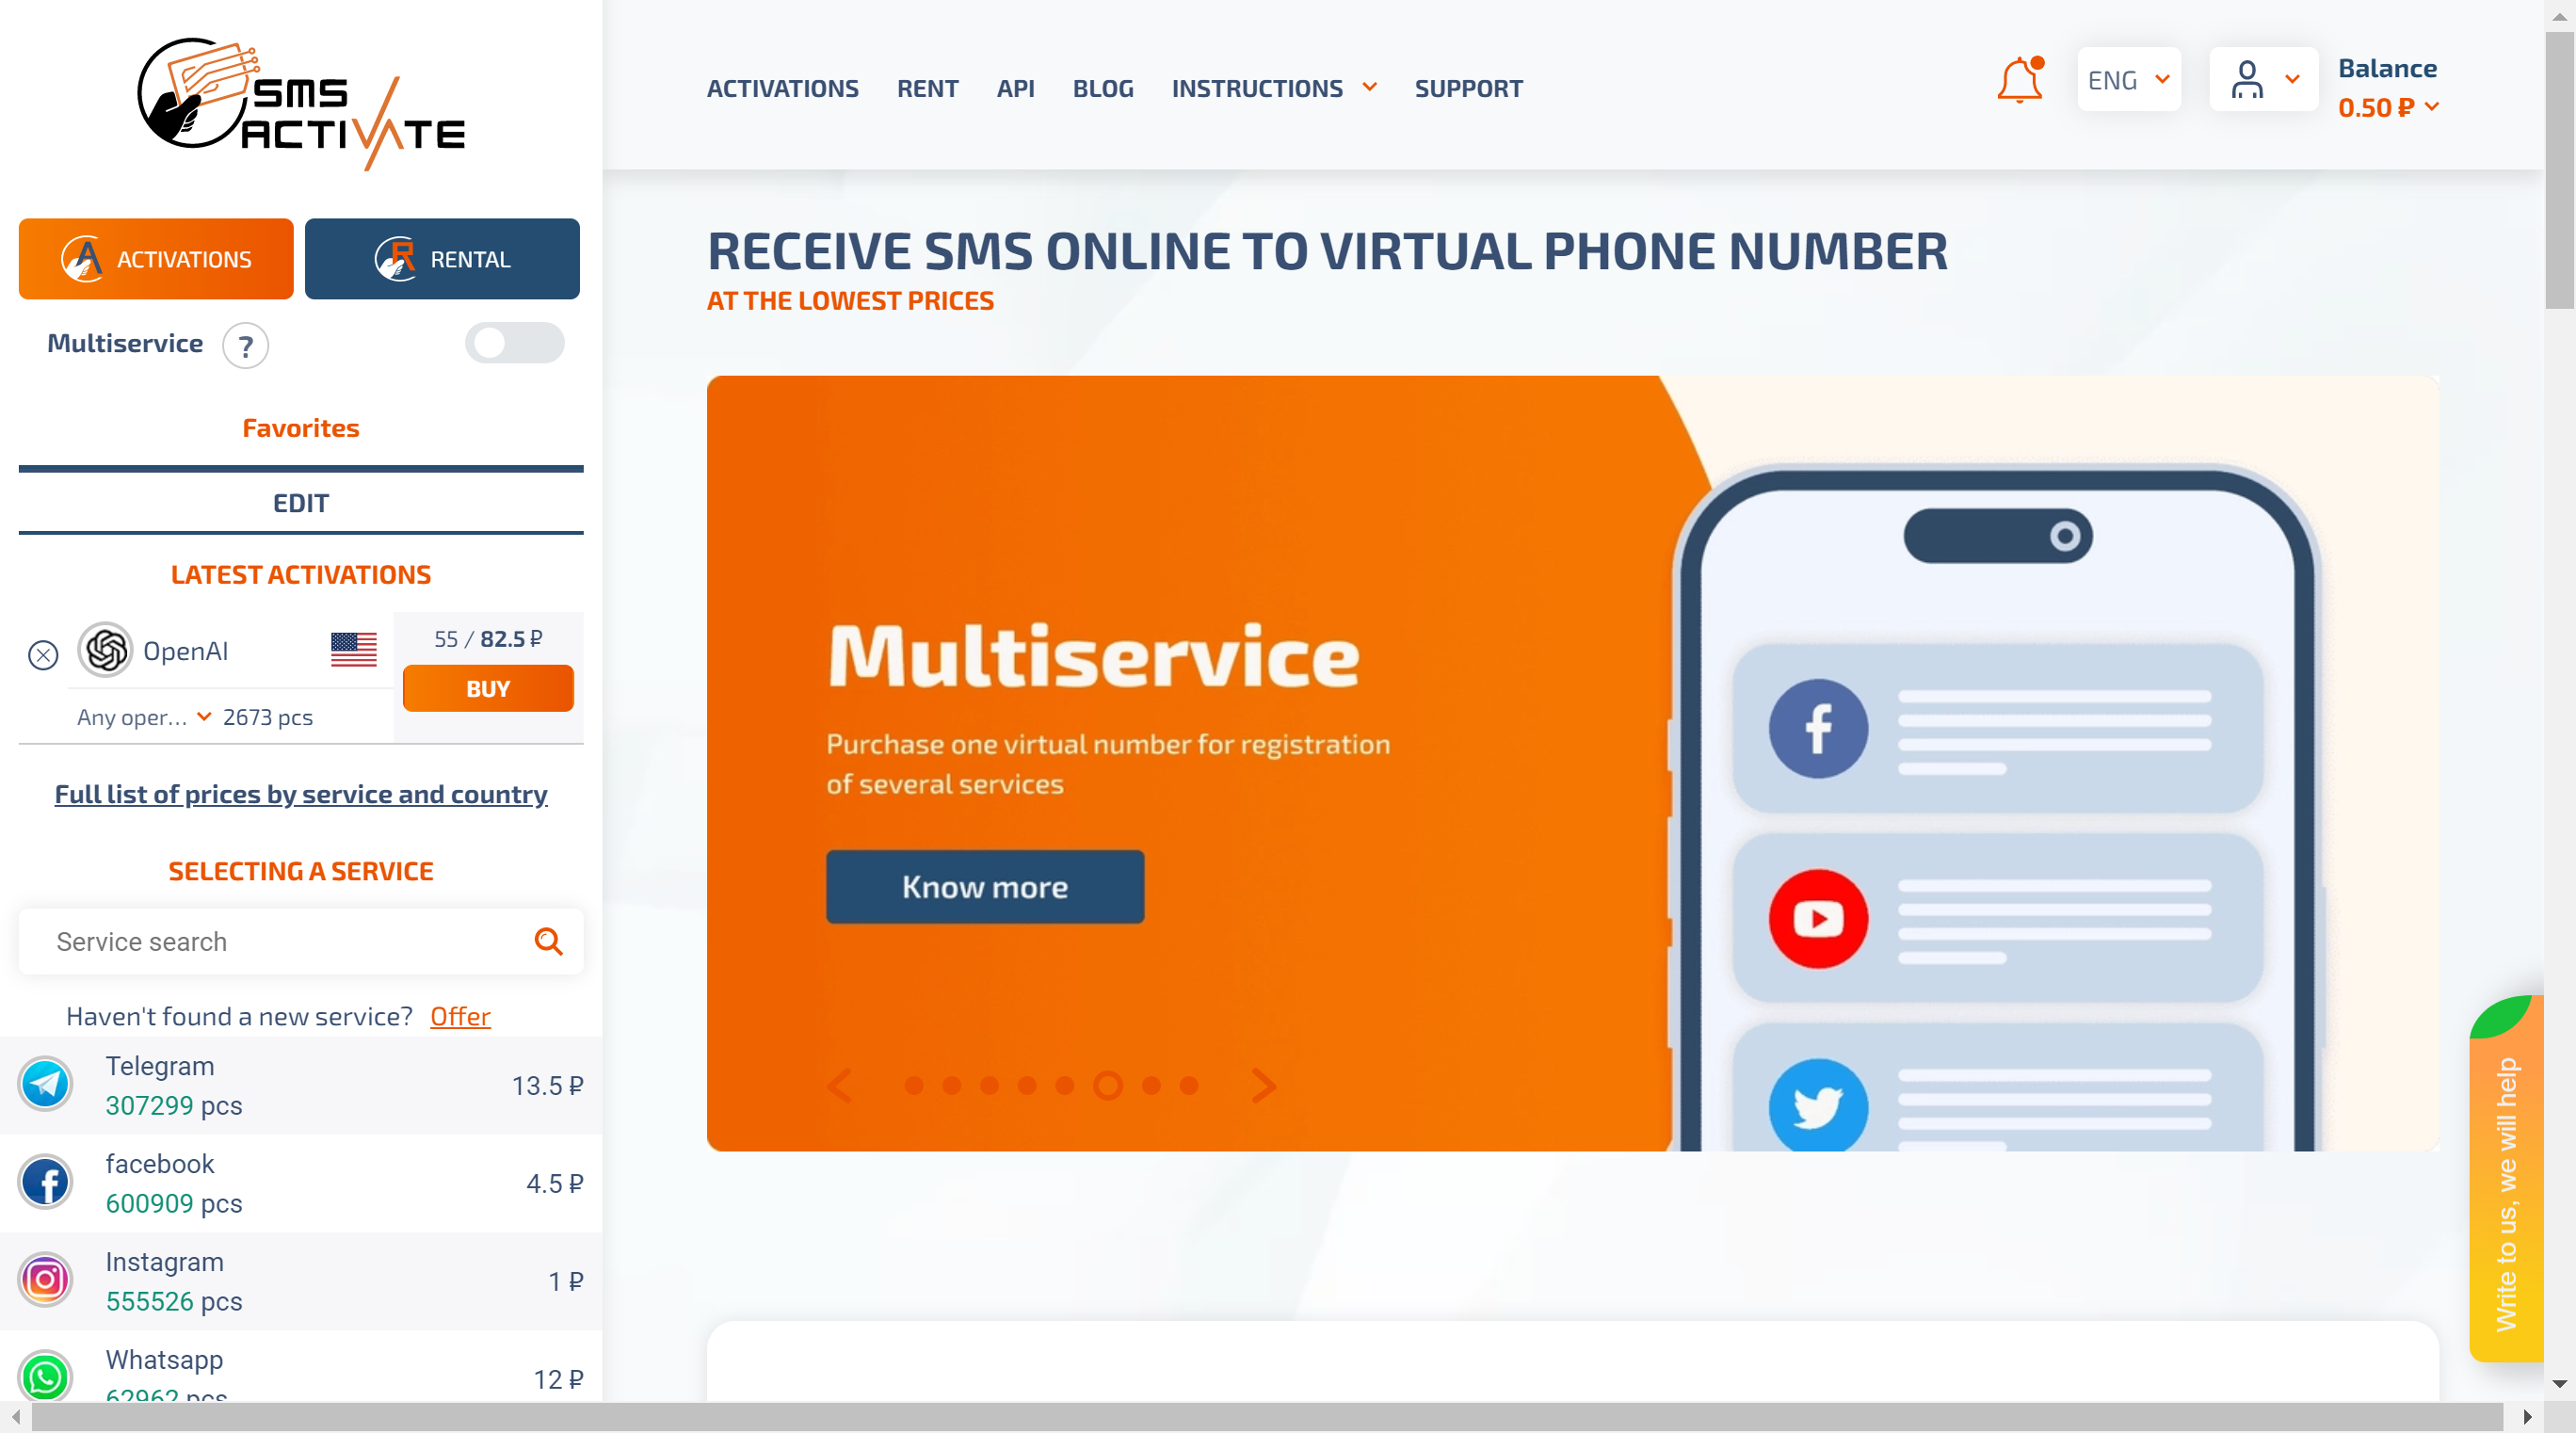 SMS
ACTIVATE
ACTIVATIONS
RENT
API
BLOG
INSTRUCTIONS
SUPPORT
ENG
Balance
0.50 ₽
A ACTIVATIONS
R RENTAL
Multiservice ?
Favorites
EDIT
LATEST ACTIVATIONS
OpenAI
55 / 82.5 ₽
BUY
Any oper... 2673 pcs
Full list of prices by service and country
SELECTING A SERVICE
Service search
Haven't found a new service? Offer
Telegram
307299 pcs
13.5 ₽
facebook
600909 pcs
4.5 ₽
Instagram
555526 pcs
1 ₽
Whatsapp
62962 pcs
12 ₽
RECEIVE SMS ONLINE TO VIRTUAL PHONE NUMBER
AT THE LOWEST PRICES
Multiservice
Purchase one virtual number for registration
of several services
Know more
Write to us, we will help